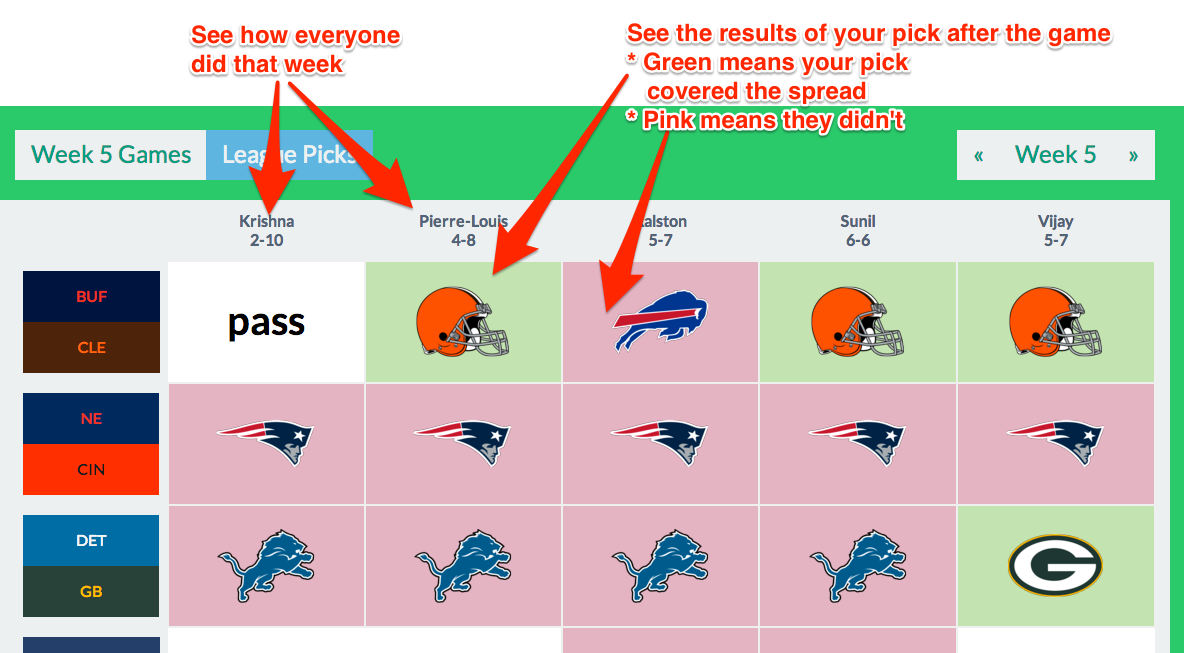 See how everyone
did that week
See the results of your pick after the game
* Green means your pick
covered the spread
* Pink means they didn't
Week 5 Games
League Picks
« Week 5 »
Krishna
2-10
Pierre-Louis
4-8
5-7
Sunil
6-6
Vijay
5-7
BUF
CLE
pass
NE
CIN
DET
GB
G